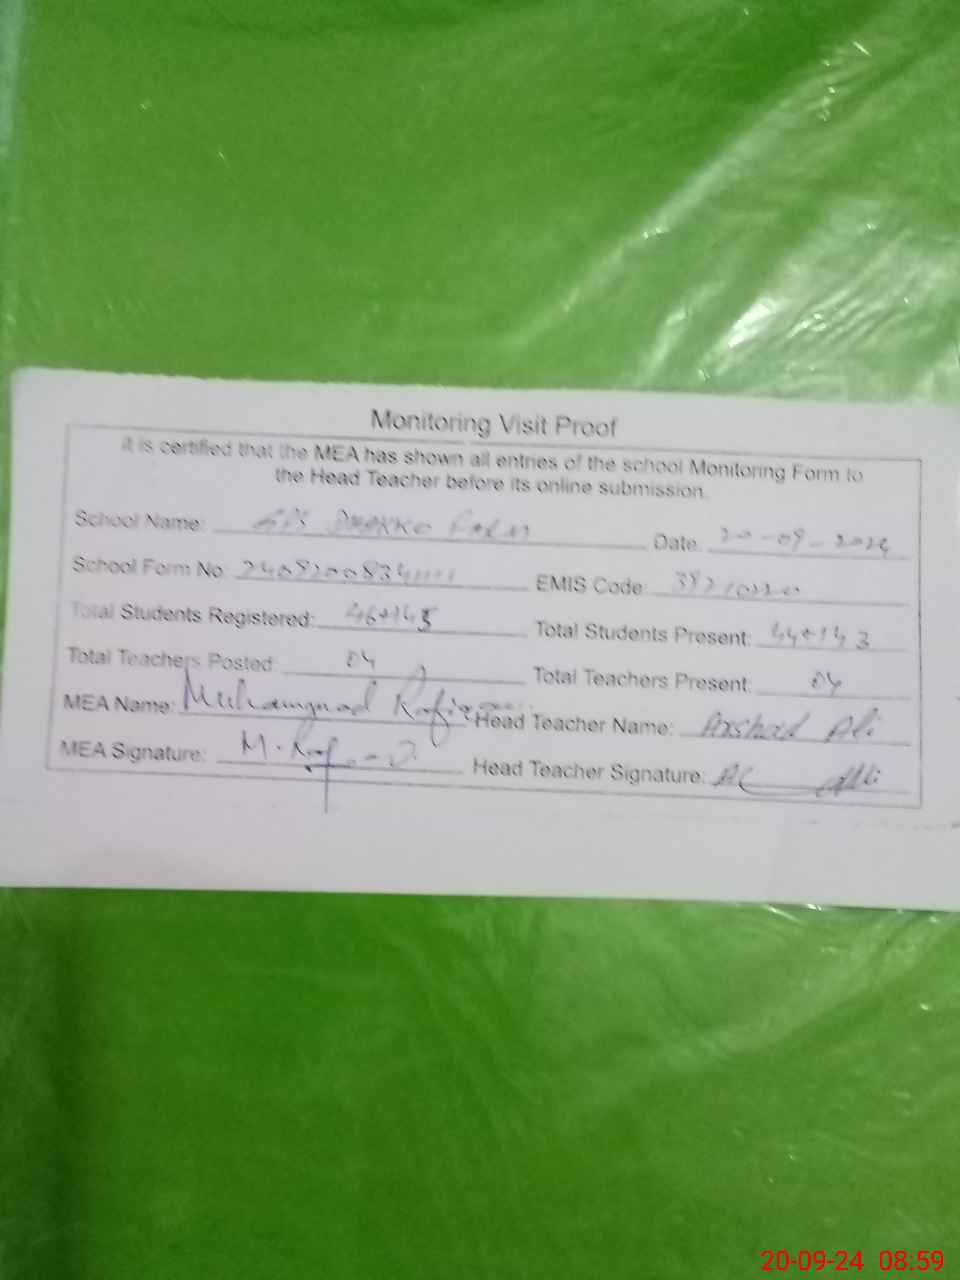 Monitoring Visit Proof
it is certified that the MEA has shown all entries of the school Monitoring Form to
the Head Teacher before its online submission.
School Name: GPS FARM Date: 20-09-2024
School Form No:
EMIS Code:
Total Students Registered: 46+145 Total Students Present: 44+143
Total Teachers Posted: 04 Total Teachers Present: 04
MEA Name: Muhammad Head Teacher Name: Arshad Ali
MEA Signature: Head Teacher Signature:
20-09-24 08:59